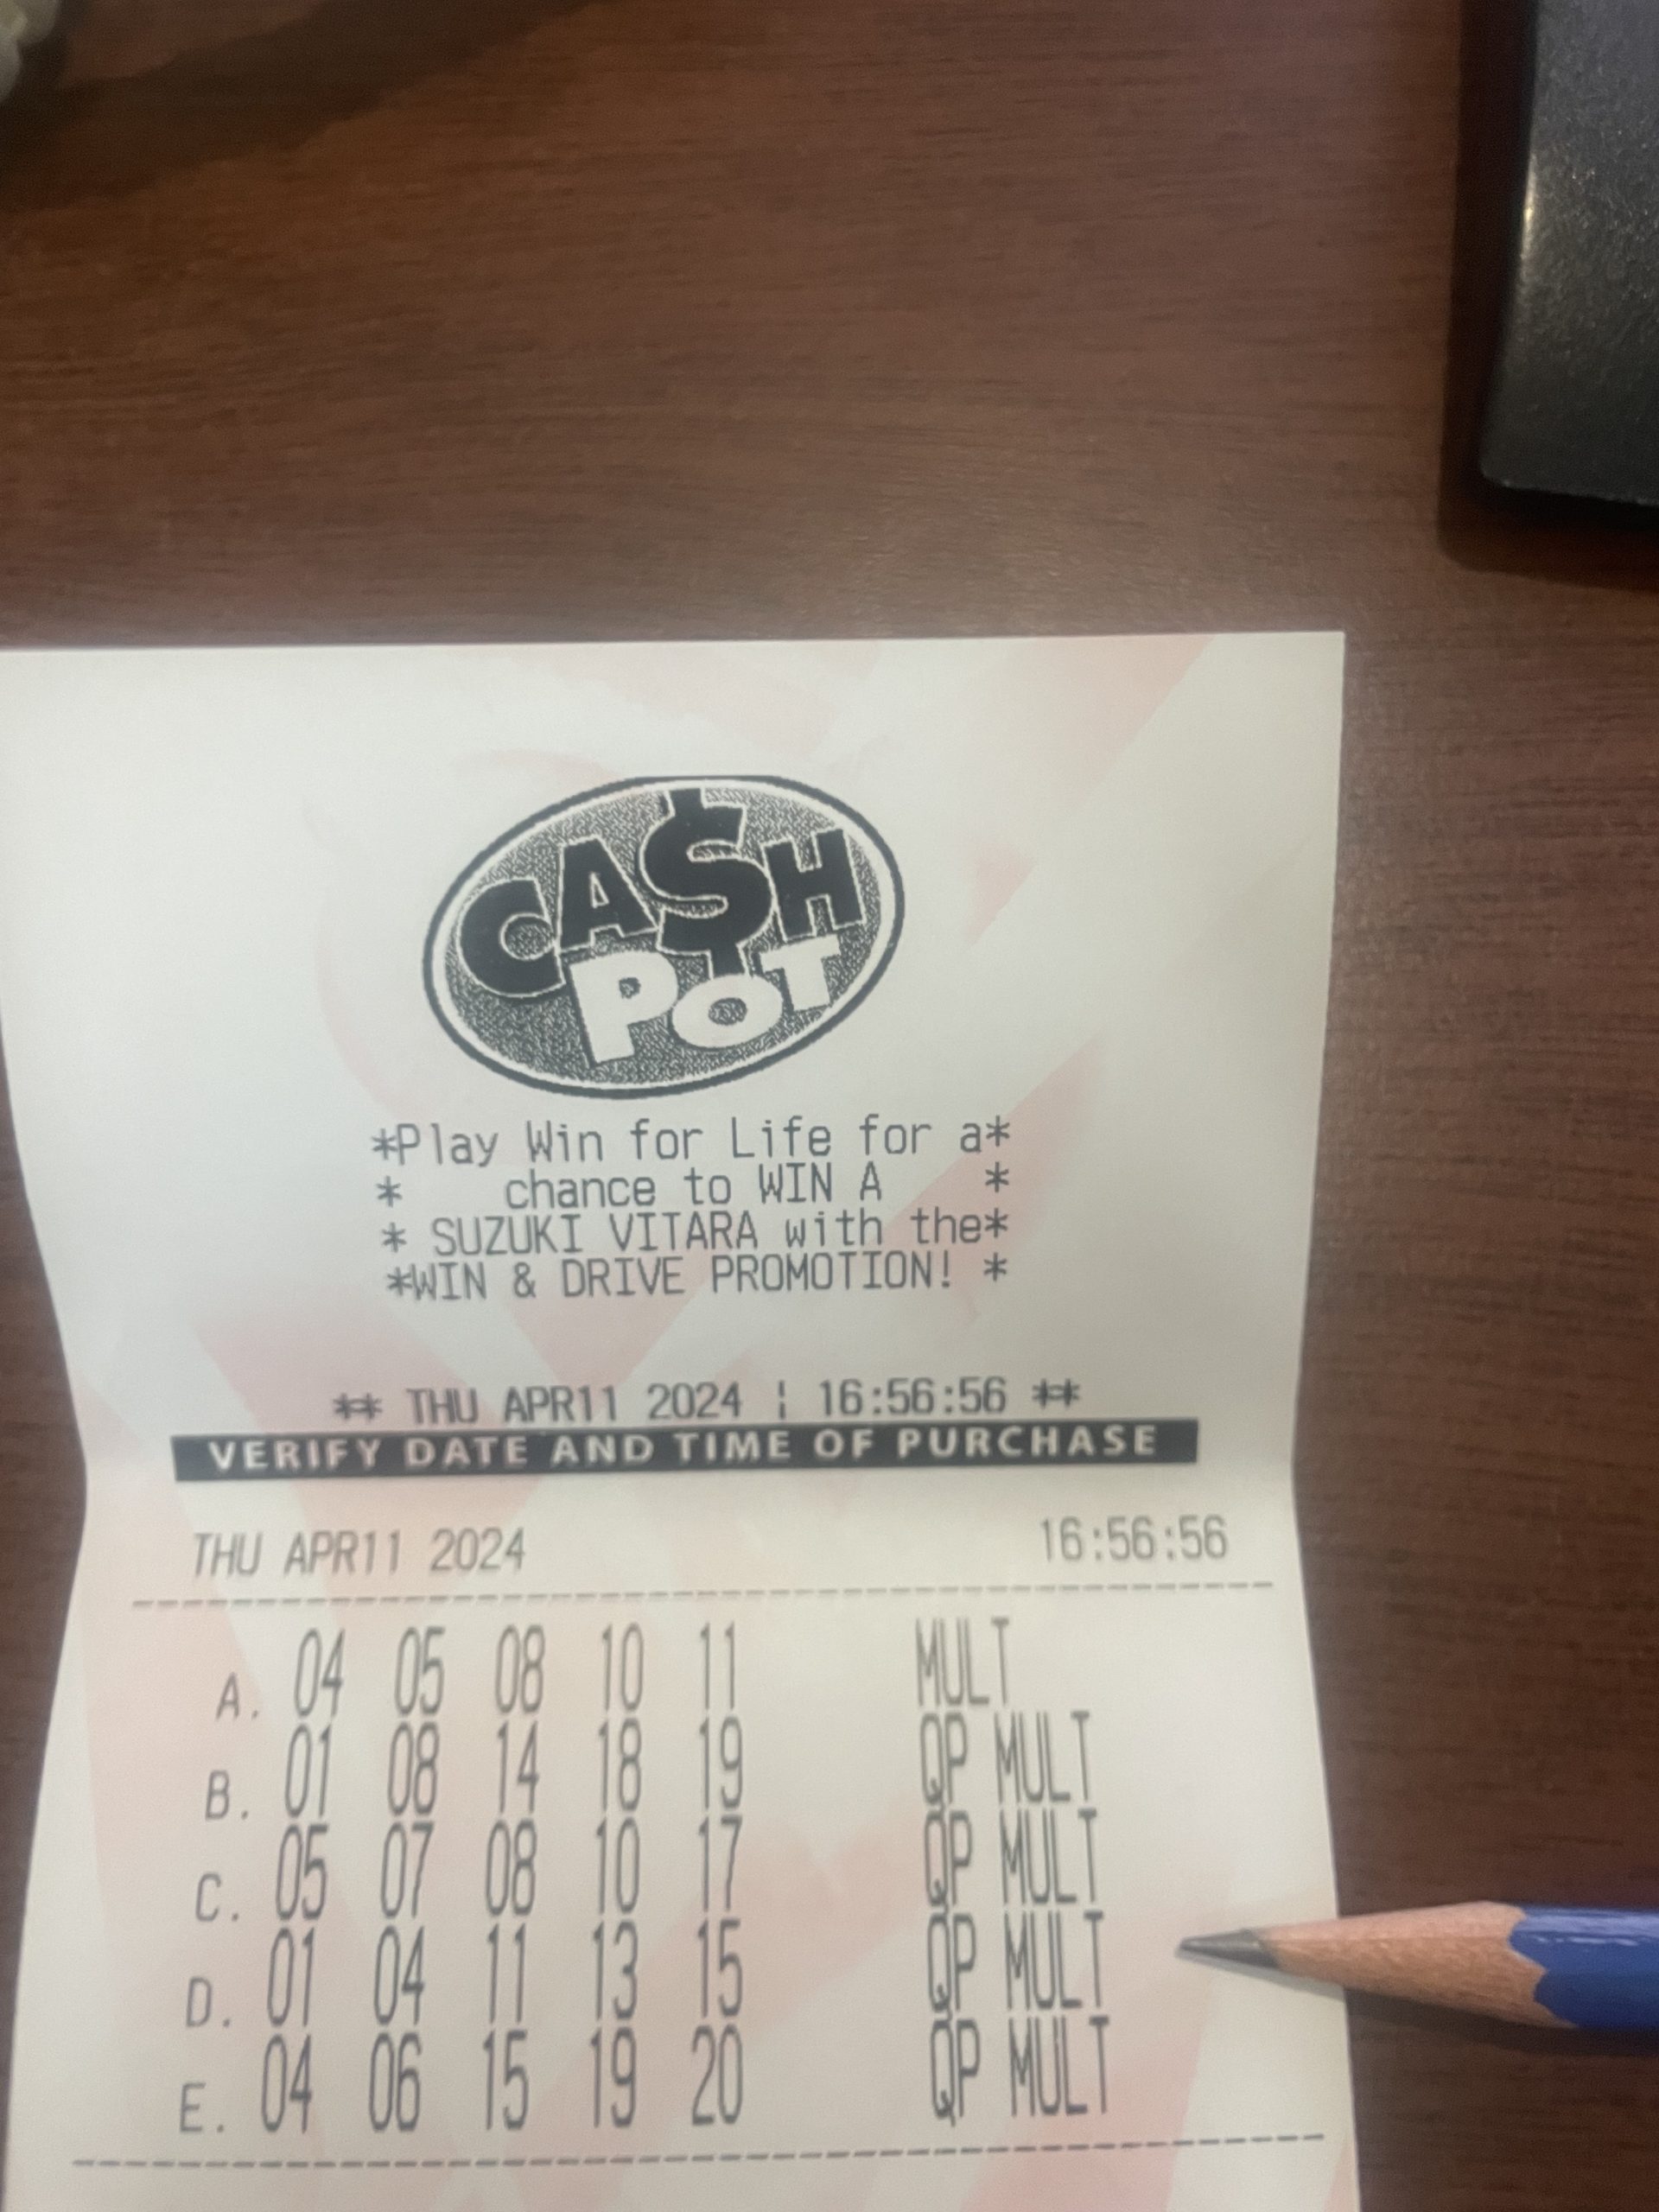 CA$H
POT
*Play Win for Life for a*
* chance to WIN A *
* SUZUKI VITARA with the*
*WIN & DRIVE PROMOTION! *
** THU APR11 2024 ¦ 16:56:56 **
VERIFY DATE AND TIME OF PURCHASE
THU APR11 2024 16:56:56
A. 04 05 08 10 11 MULT
B. 01 08 14 18 19 QP MULT
C. 05 07 08 10 17 QP MULT
D. 01 04 11 13 15 QP MULT
E. 04 06 15 19 20 QP MULT